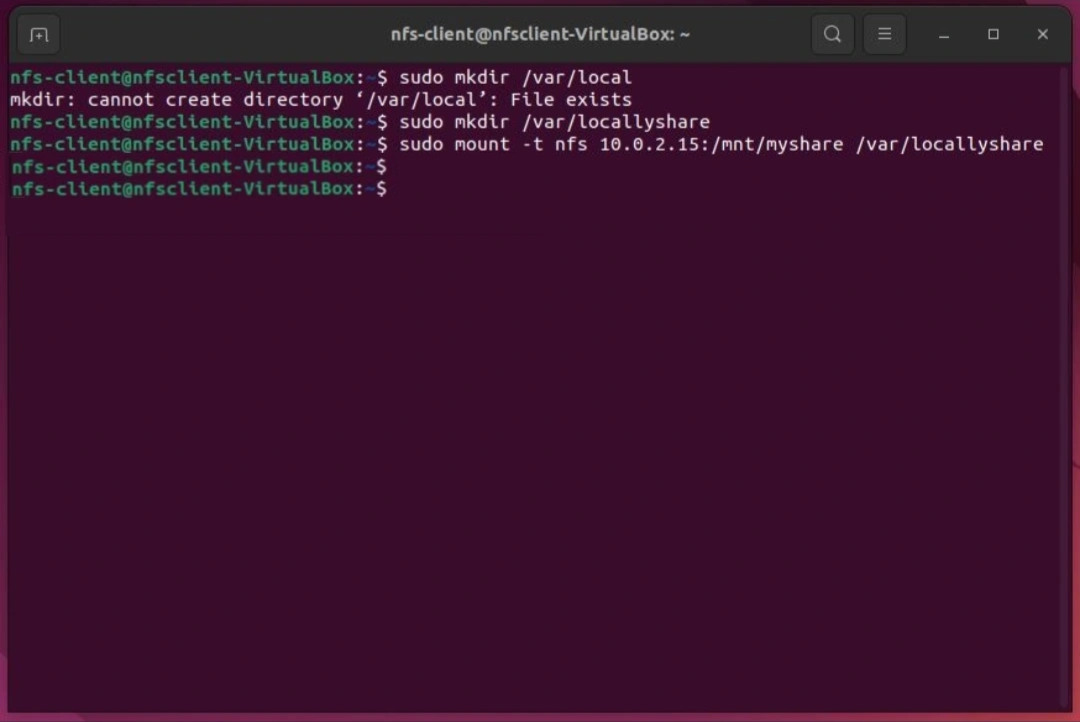 nfs-client@nfsclient-VirtualBox: ~
nfs-client@nfsclient-VirtualBox:~$ sudo mkdir /var/local
mkdir: cannot create directory ‘/var/local’: File exists
nfs-client@nfsclient-VirtualBox:~$ sudo mkdir /var/locallyshare
nfs-client@nfsclient-VirtualBox:~$ sudo mount -t nfs 10.0.2.15:/mnt/myshare /var/locallyshare
nfs-client@nfsclient-VirtualBox:~$
nfs-client@nfsclient-VirtualBox:~$